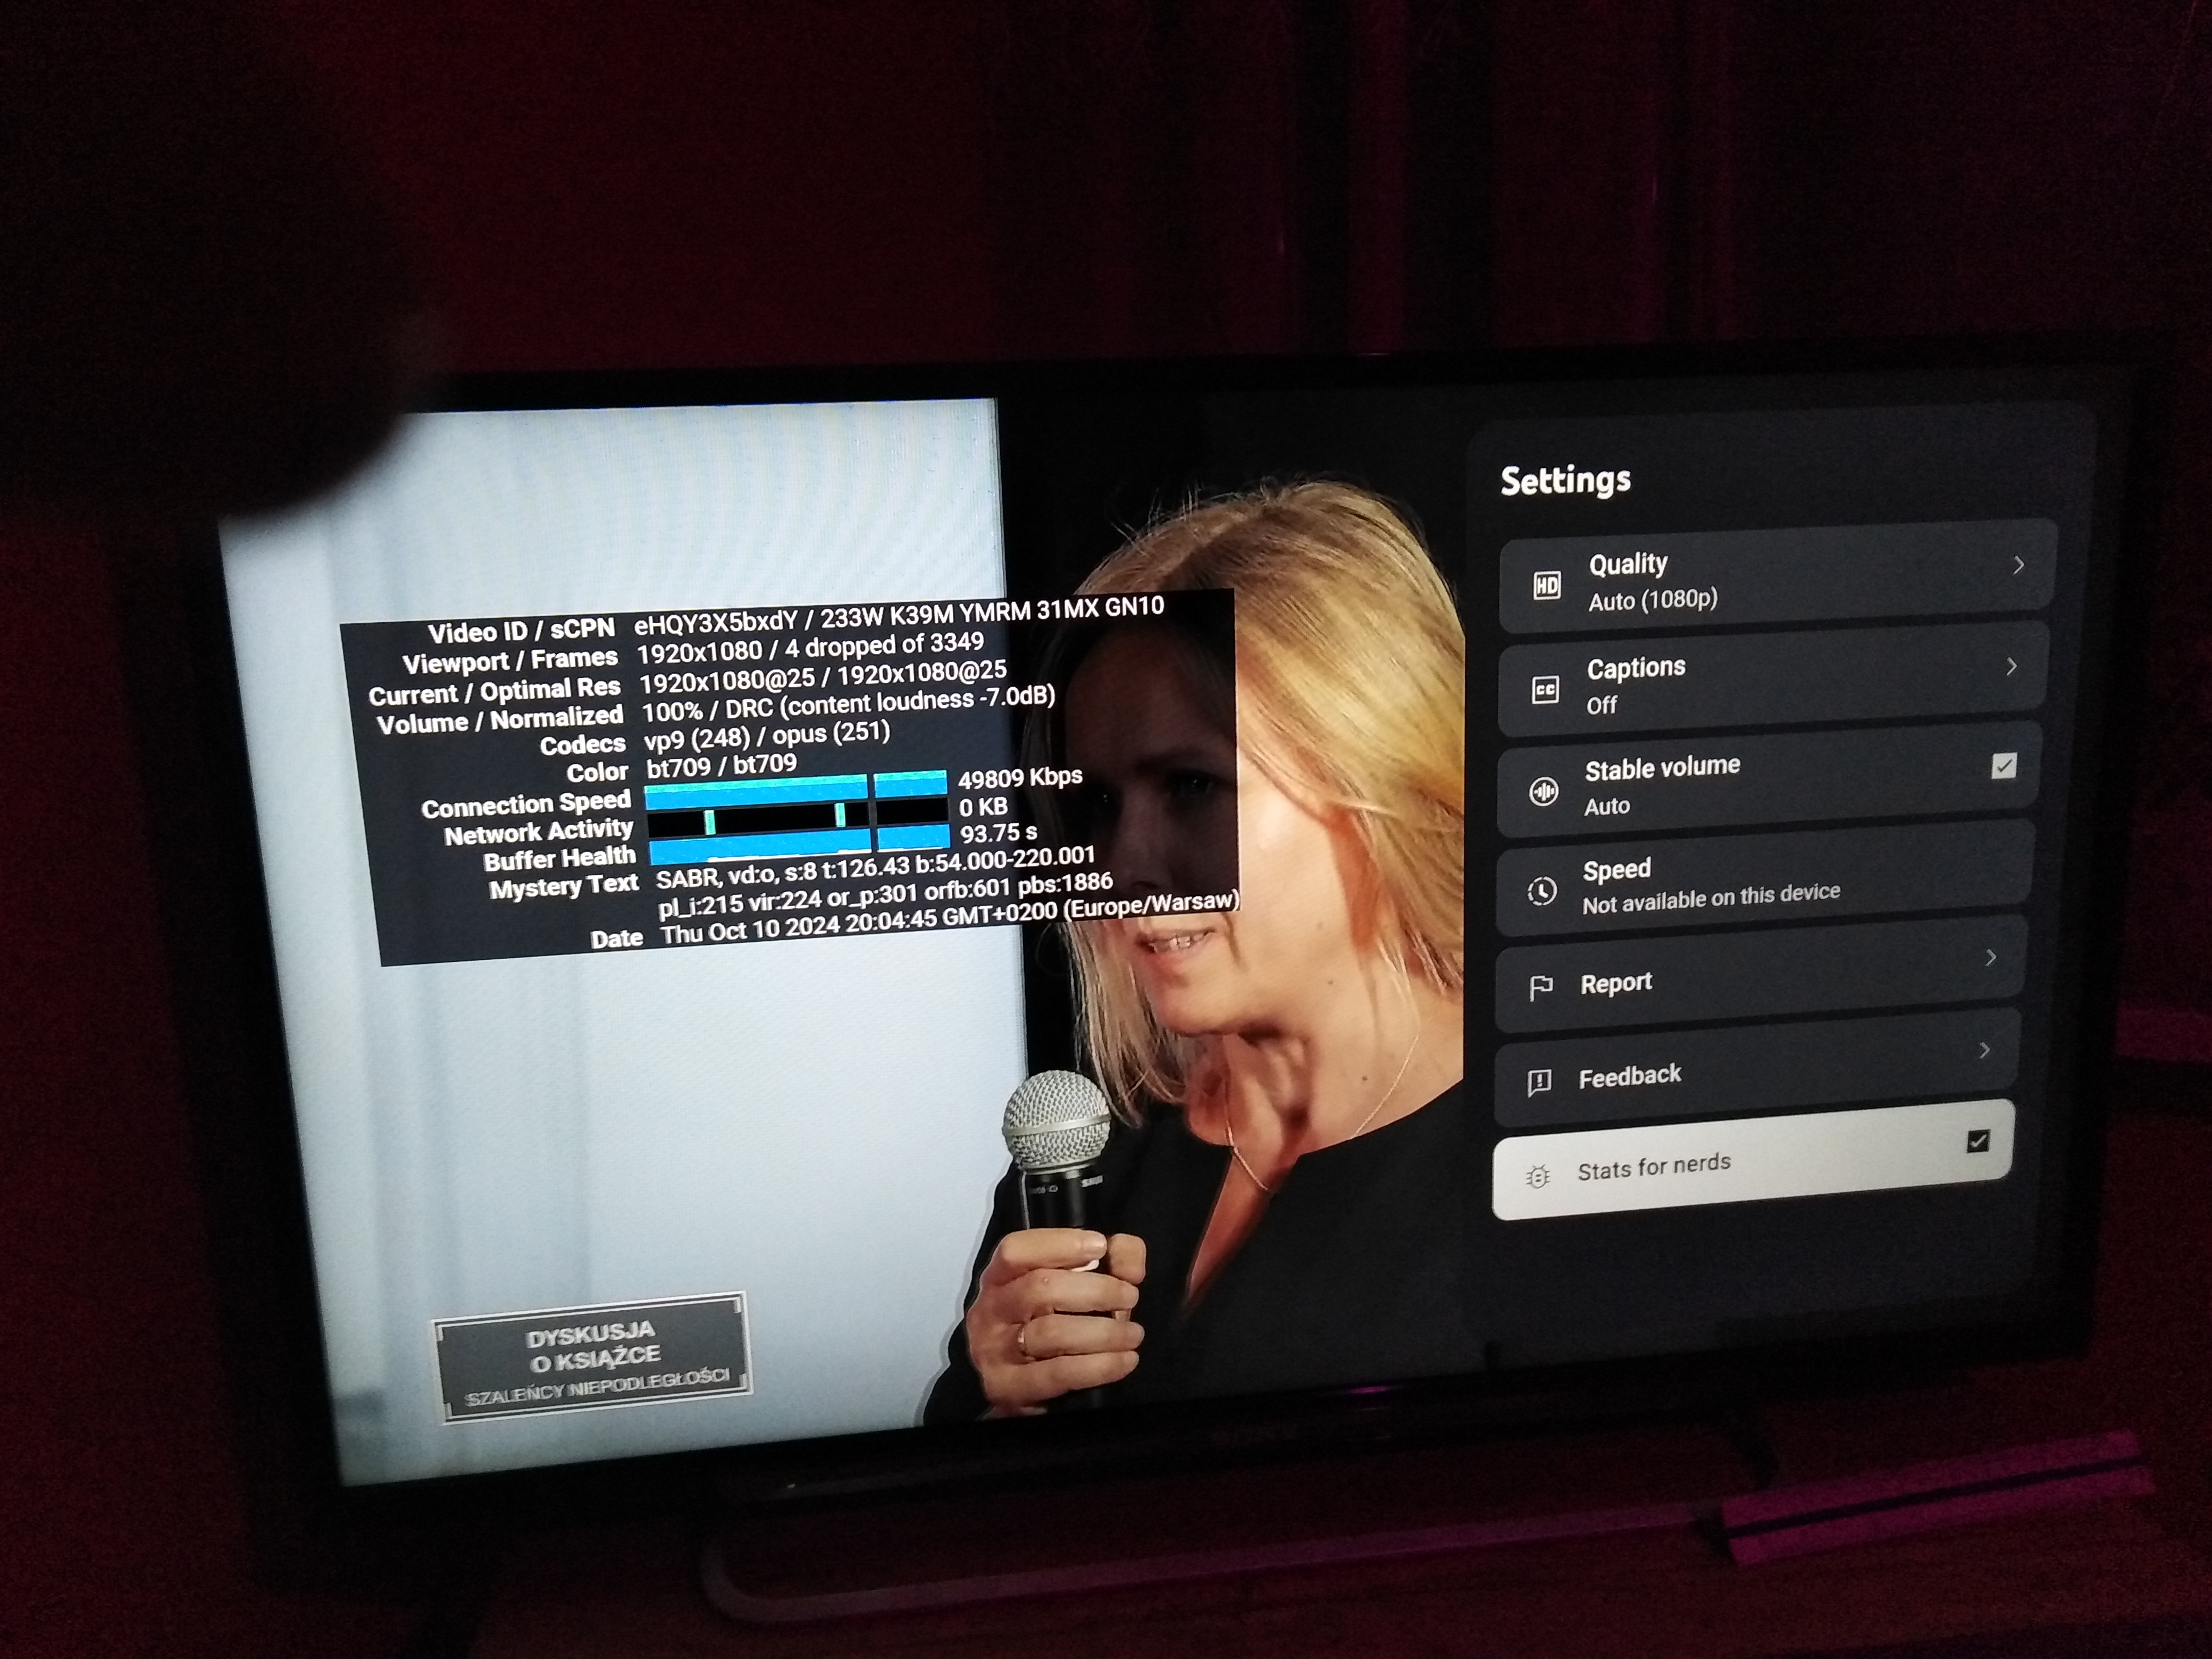 Video ID / sCPN eHQY3X5bxdY / 233W K39M YMRM 31MX GN10
Viewport / Frames 1920x1080 / 4 dropped of 3349
Current / Optimal Res 1920x1080@25 / 1920x1080@25
Volume / Normalized 100% / DRC (content loudness -7.0dB)
Codecs vp9 (248) / opus (251)
Color bt709 / bt709
Connection Speed 49809 Kbps
Network Activity 0 KB
Buffer Health 93.75 s
Mystery Text SABR, vd:o, s:8 t:126.43 b:54.000-220.001
pl_i:215 vir:224 or_p:301 orfb:601 pbs:1886
Date Thu Oct 10 2024 20:04:45 GMT+0200 (Europe/Warsaw)
DYSKUSJA
O KSIĄŻCE
SZALEŃCY NIEPODLEGŁOŚCI
Settings
HD
Quality
Auto (1080p)
CC
Captions
Off
Stable volume
Auto
Speed
Not available on this device
Report
Feedback
Stats for nerds